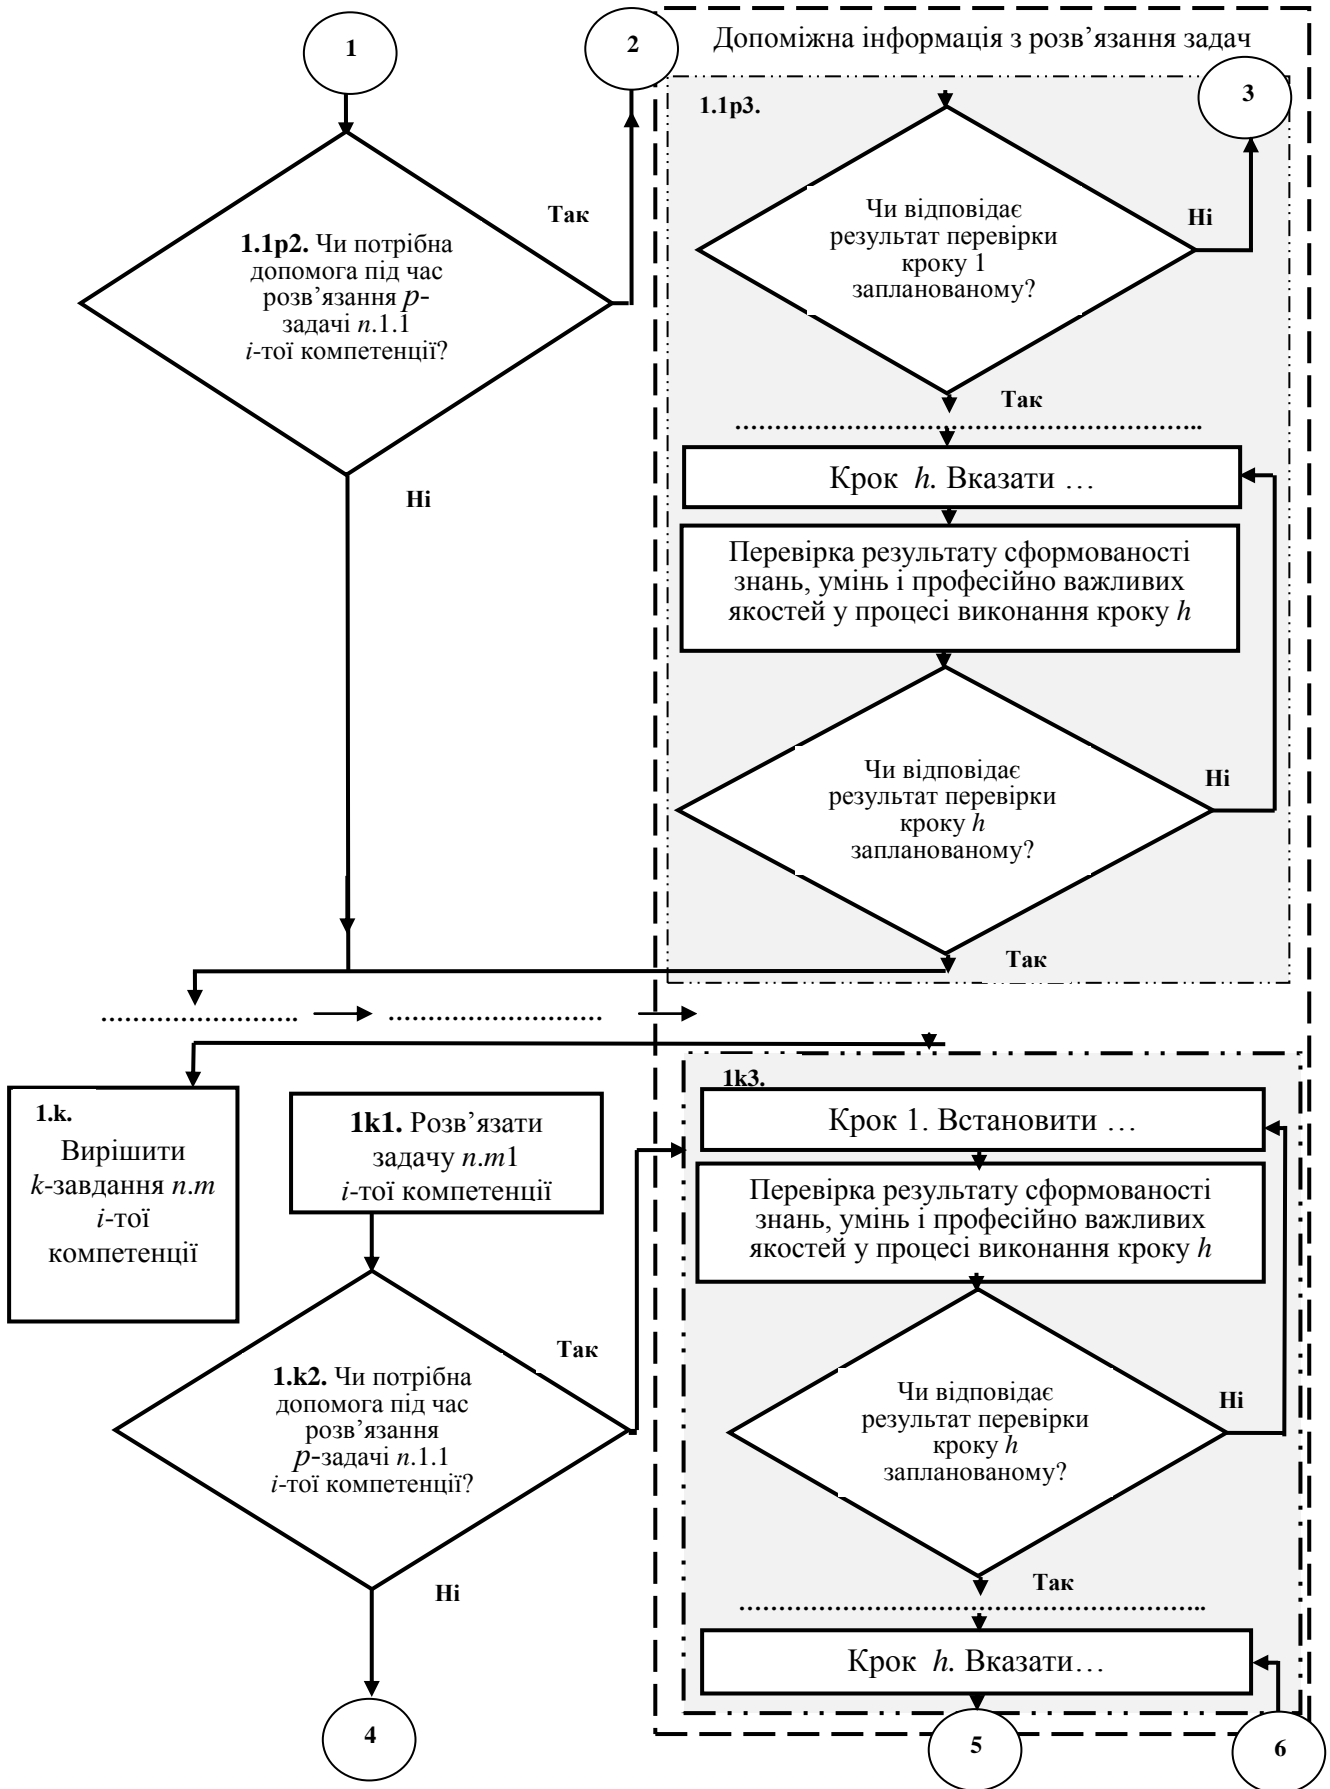 1
2
Допоміжна інформація з розв’язання задач
3
1.1р3.
Так
1.1р2. Чи потрібна
допомога під час
розв’язання p-
задачі n.1.1
i-тої компетенції?
Ні
Чи відповідає
результат перевірки
кроку 1
запланованому?
Ні
Так
Крок h. Вказати …
Перевірка результату сформованості
знань, умінь і професійно важливих
якостей у процесі виконання кроку h
Чи відповідає
результат перевірки
кроку h
запланованому?
Ні
Так
1.k.
Вирішити
k-завдання n.m
i-тої
компетенції
1k1. Розв’язати
задачу n.m1
i-тої компетенції
1k3.
Крок 1. Встановити …
Перевірка результату сформованості
знань, умінь і професійно важливих
якостей у процесі виконання кроку h
Так
1.k2. Чи потрібна
допомога під час
розв’язання
p-задачі n.1.1
i-тої компетенції?
Ні
Чи відповідає
результат перевірки
кроку h
запланованому?
Ні
Так
Крок h. Вказати…
4
5
6